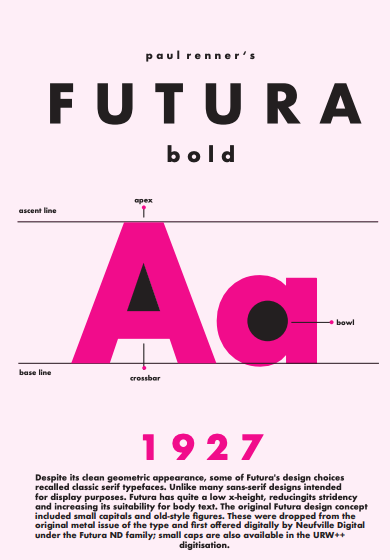 paul renner's
FUTURA
bold
apex
ascent line
Aa
bowl
base line
crossbar
1927
Despite its clean geometric appearance, some of Futura's design choices
recalled classic serif typefaces. Unlike many sans-serif designs intended
for display purposes. Futura has quite a low x-height, reducingits stridency
and increasing its suitability for body text. The original Futura design concept
included small capitals and old-style figures. These were dropped from the
original metal issue of the type and first offered digitally by Neufville Digital
under the Futura ND family; small caps are also available in the URW++
digitisation.